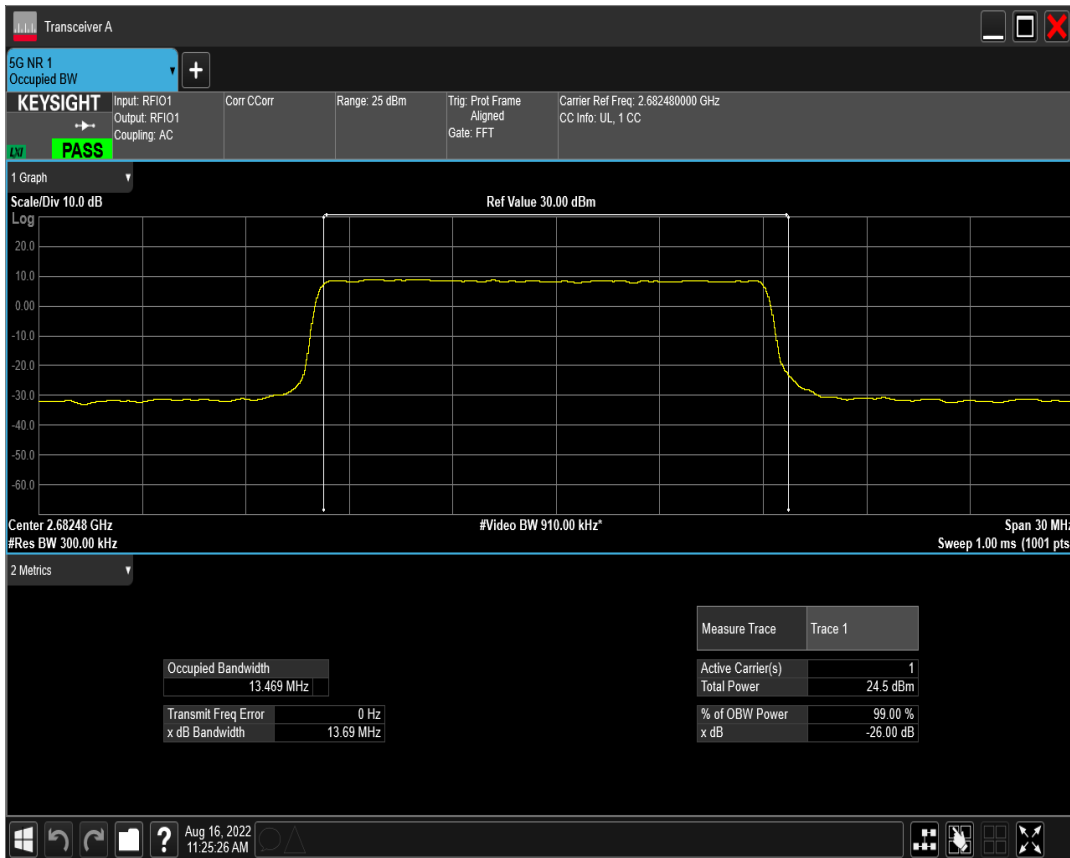 Transceiver A
5G NR 1
Occupied BW
+
KEYSIGHT
LXI
PASS
Input: RFIO1
Output: RFIO1
Coupling: AC
Corr CCorr
Range: 25 dBm
Trig: Prot Frame
Aligned
Gate: FFT
Carrier Ref Freq: 2.682480000 GHz
CC Info: UL, 1 CC
1 Graph
Scale/Div 10.0 dB
Ref Value 30.00 dBm
Log
20.0
10.0
0.00
-10.0
-20.0
-30.0
-40.0
-50.0
-60.0
Center 2.68248 GHz
#Video BW 910.00 kHz*
Span 30 MHz
#Res BW 300.00 kHz
Sweep 1.00 ms (1001 pts
2 Metrics
Measure Trace Trace 1
Occupied Bandwidth
13.469 MHz
Active Carrier(s) 1
Total Power 24.5 dBm
Transmit Freq Error 0 Hz
x dB Bandwidth 13.69 MHz
% of OBW Power 99.00 %
x dB -26.00 dB
?
Aug 16, 2022
11:25:26 AM